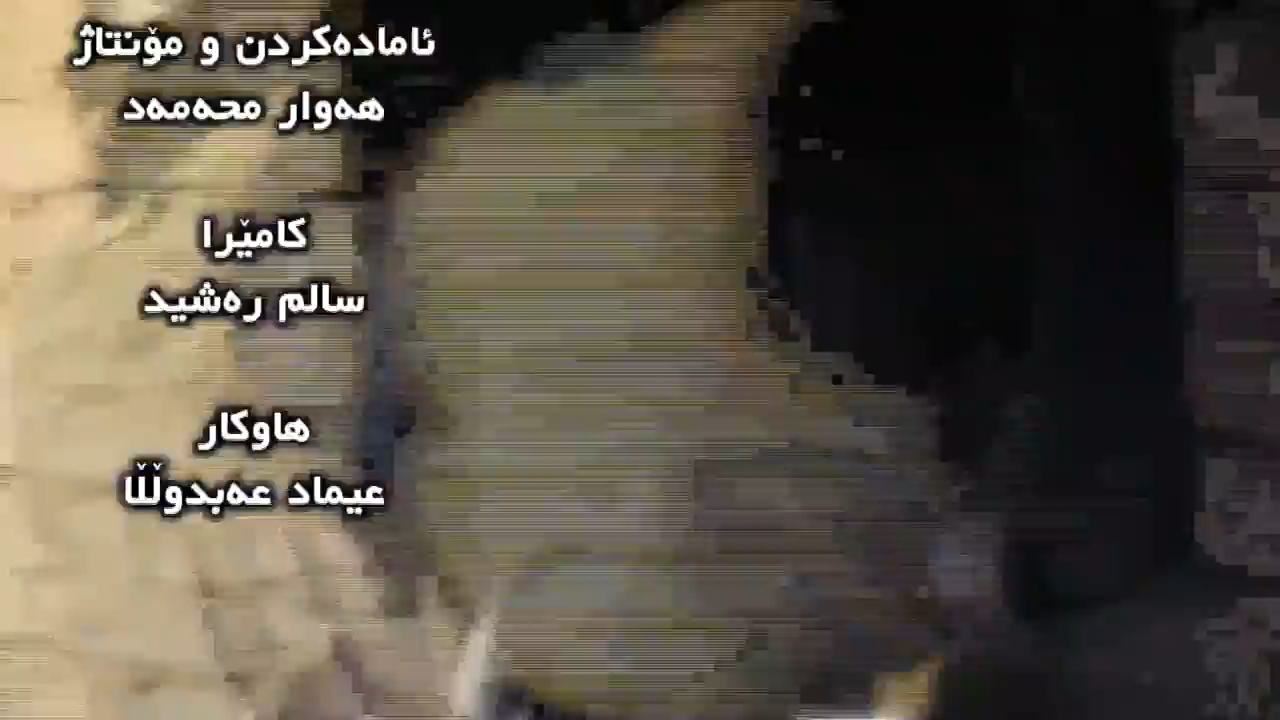 ئامادەکردن و مۆنتاژ
هەوار محەمەد
کامێرا
سالم رەشید
هاوکار
عیماد عەبدوڵڵا